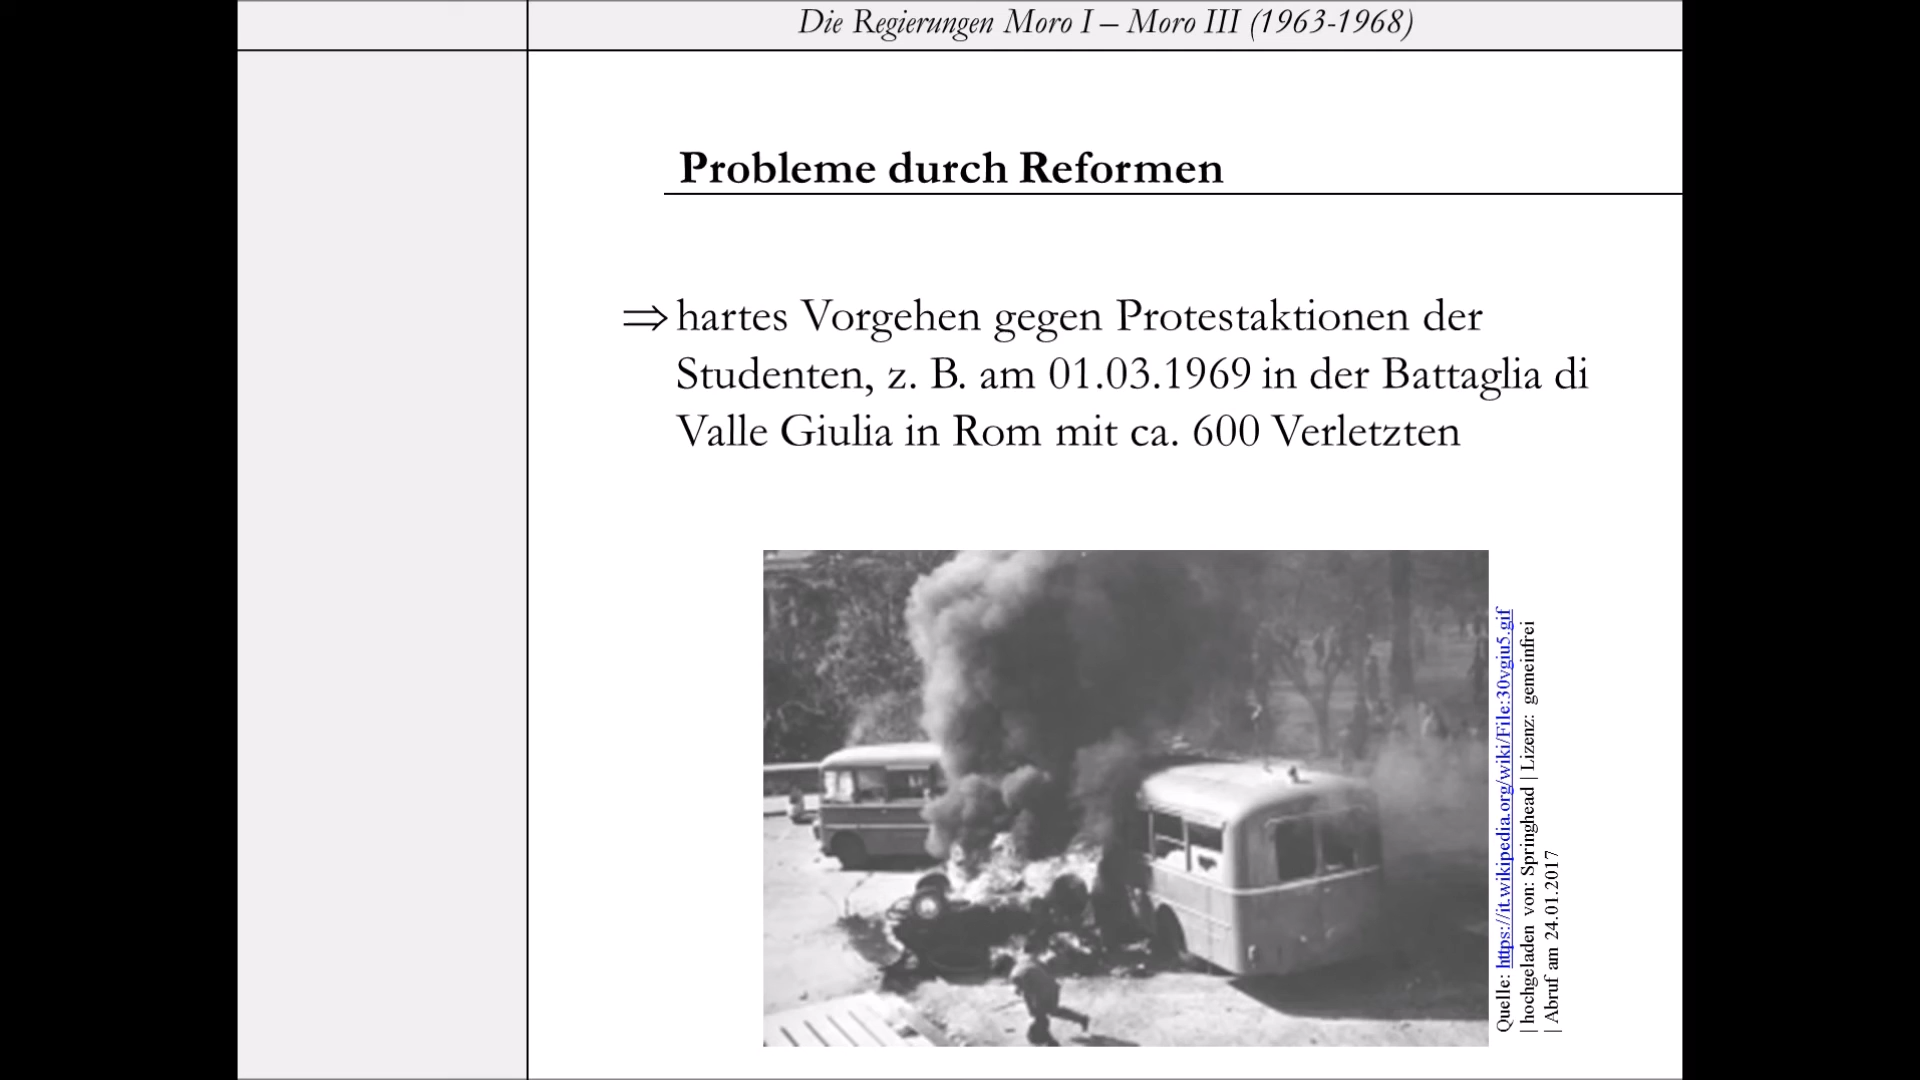 Die Regierungen Moro I – Moro III (1963-1968)
Probleme durch Reformen
⇒ hartes Vorgehen gegen Protestaktionen der
Studenten, z. B. am 01.03.1969 in der Battaglia di
Valle Giulia in Rom mit ca. 600 Verletzten
Quelle: https://it.wikipedia.org/wiki/File:30vgiu5.gif
| hochgeladen von: Springhead | Lizenz: gemeinfrei
| Abruf am 24.01.2017